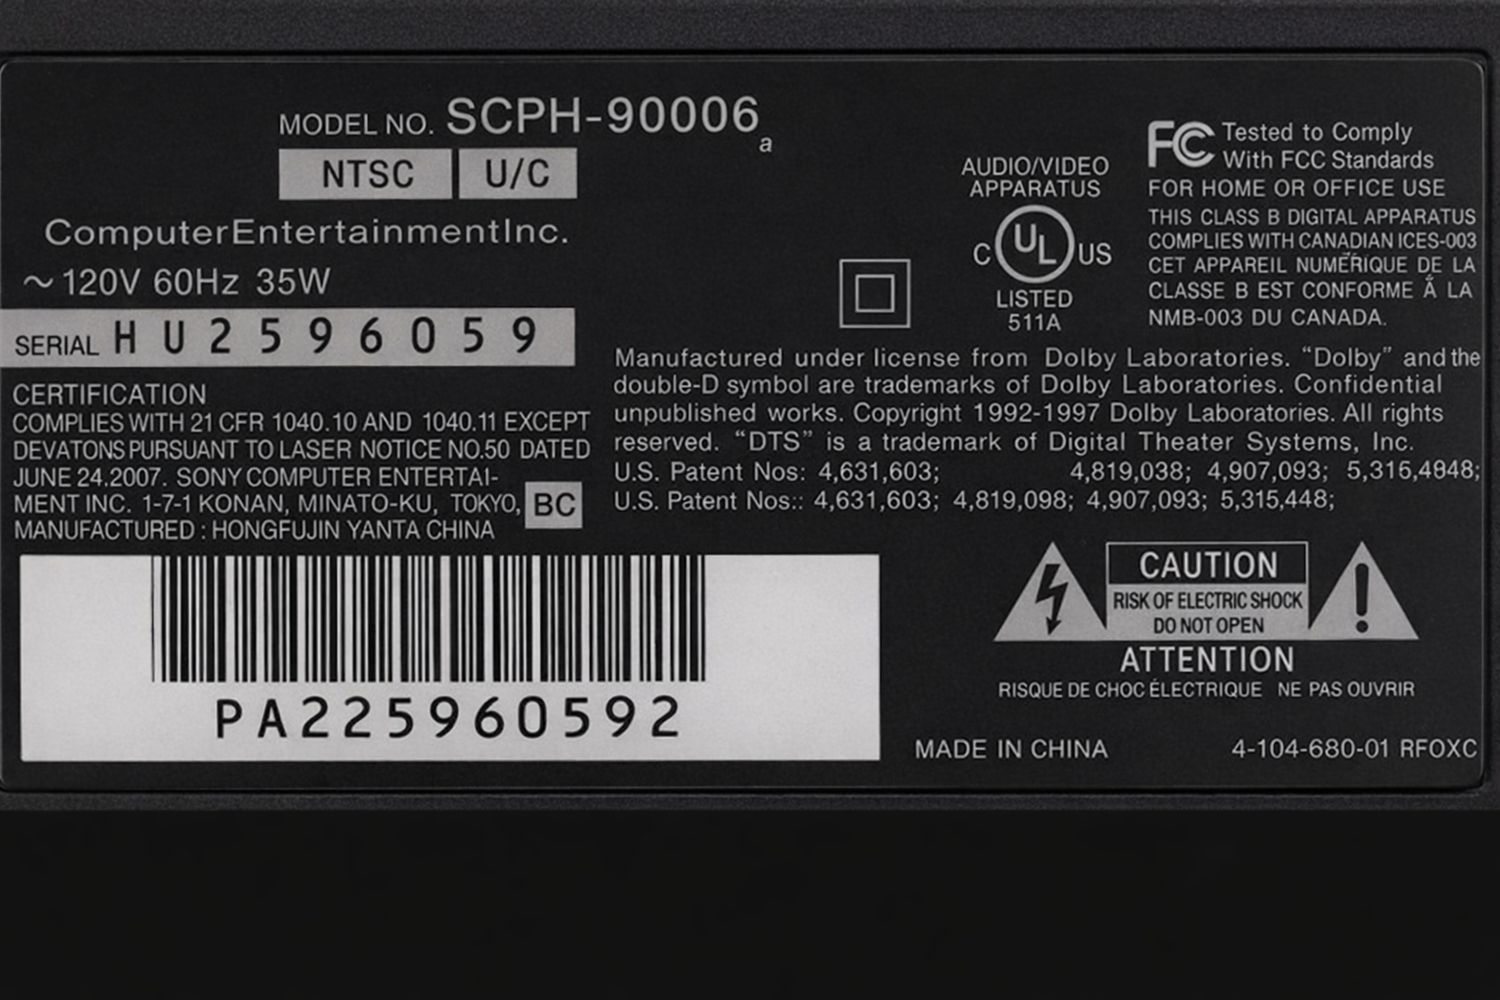 MODEL NO. SCPH-90006 a
NTSC U/C
ComputerEntertainmentInc.
~ 120V 60Hz 35W
SERIAL HU2596059
CERTIFICATION
COMPLIES WITH 21 CFR 1040.10 AND 1040.11 EXCEPT
DEVATONS PURSUANT TO LASER NOTICE NO.50 DATED
JUNE 24.2007. SONY COMPUTER ENTERTAI-
MENT INC. 1-7-1 KONAN, MINATO-KU, TOKYO, BC
MANUFACTURED : HONGFUJIN YANTA CHINA
PA225960592
AUDIO/VIDEO
APPARATUS
C UL US
LISTED
511A
FC Tested to Comply
With FCC Standards
FOR HOME OR OFFICE USE
THIS CLASS B DIGITAL APPARATUS
COMPLIES WITH CANADIAN ICES-003
CET APPAREIL NUMÉRIQUE DE LA
CLASSE B EST CONFORME Ã LA
NMB-003 DU CANADA.
Manufactured under license from Dolby Laboratories. “Dolby” and the
double-D symbol are trademarks of Dolby Laboratories. Confidential
unpublished works. Copyright 1992-1997 Dolby Laboratories. All rights
reserved. “DTS” is a trademark of Digital Theater Systems, Inc.
U.S. Patent Nos: 4,631,603; 4,819,038; 4,907,093; 5,315,4848;
U.S. Patent Nos:: 4,631,603; 4,819,098; 4,907,093; 5,315,448;
CAUTION
RISK OF ELECTRIC SHOCK
DO NOT OPEN
ATTENTION
RISQUE DE CHOC ÉLECTRIQUE NE PAS OUVRIR
MADE IN CHINA 4-104-680-01 RFOXC